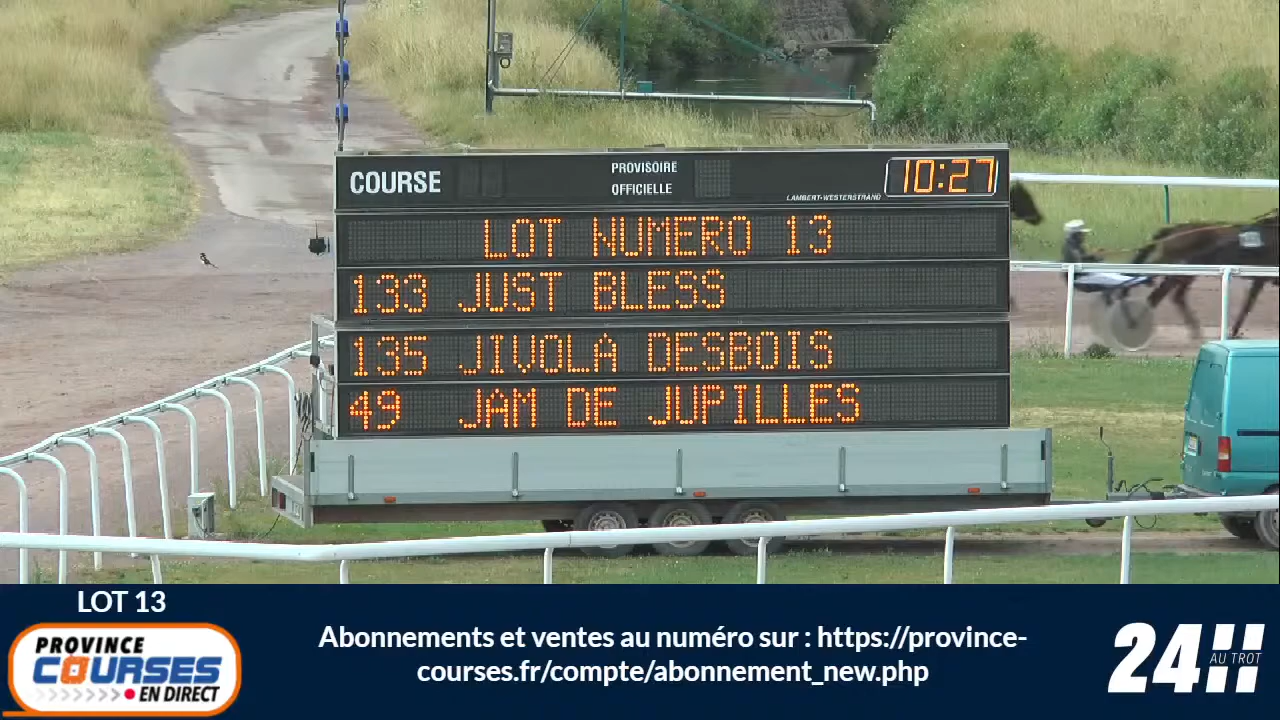 COURSE
PROVISOIRE
OFFICIELLE
10:27
LAMBERT-WESTERSTRAND
LOT NUMERO 13
133 JUST BLESS
135 JIVOLA DESBOIS
49 JAM DE JUPILLES
LOT 13
PROVINCE
COURSES
EN DIRECT
Abonnements et ventes au numéro sur : https://province-
courses.fr/compte/abonnement_new.php
24H
AU TROT